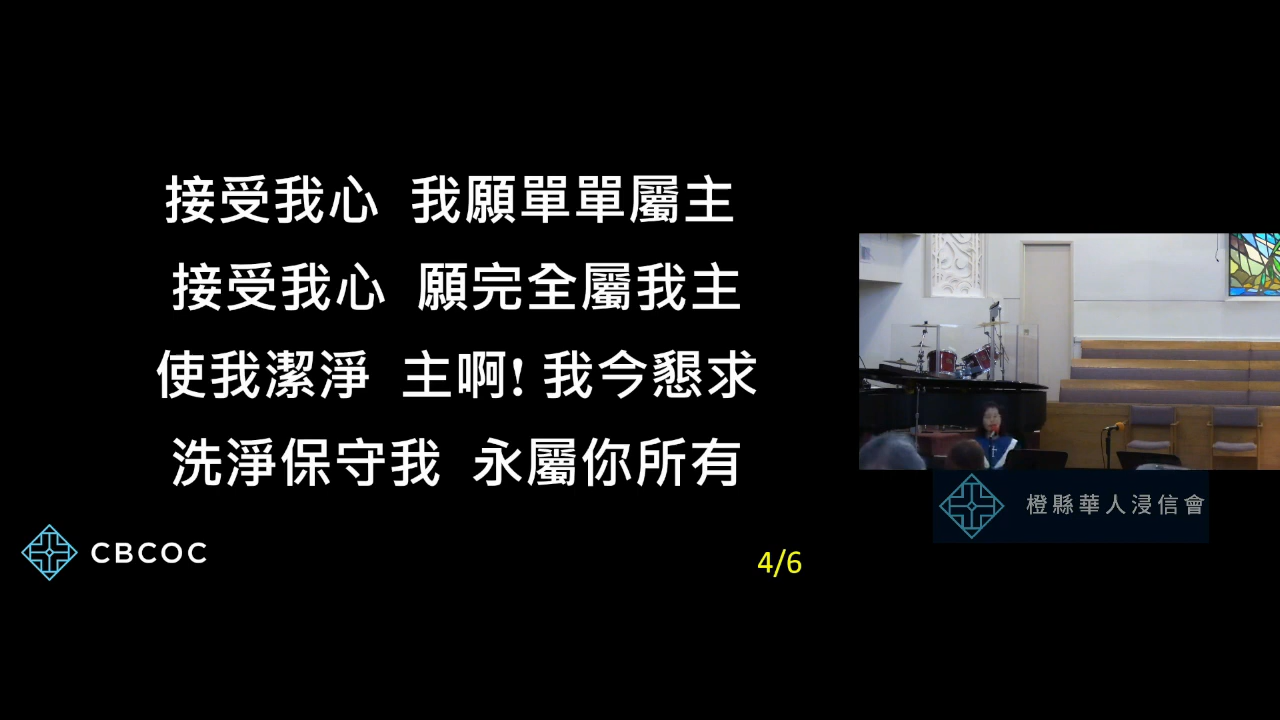 接受我心 我願單單屬主
接受我心 願完全屬我主
使我潔淨 主啊! 我今懇求
洗淨保守我 永屬你所有
CBCOC
4/6
橙縣華人浸信會